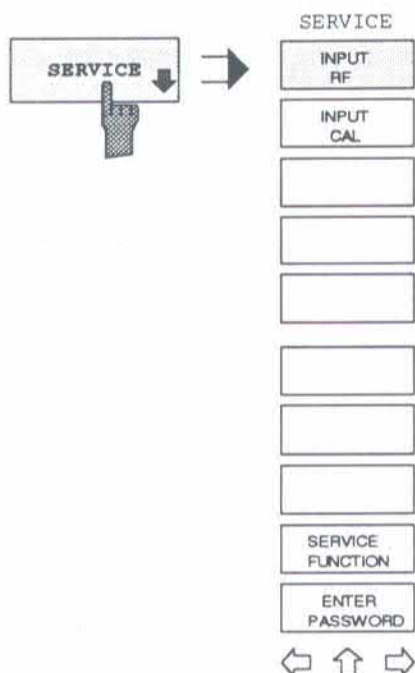 SERVICE
SERVICE
INPUT
RF
INPUT
CAL
SERVICE
FUNCTION
ENTER
PASSWORD